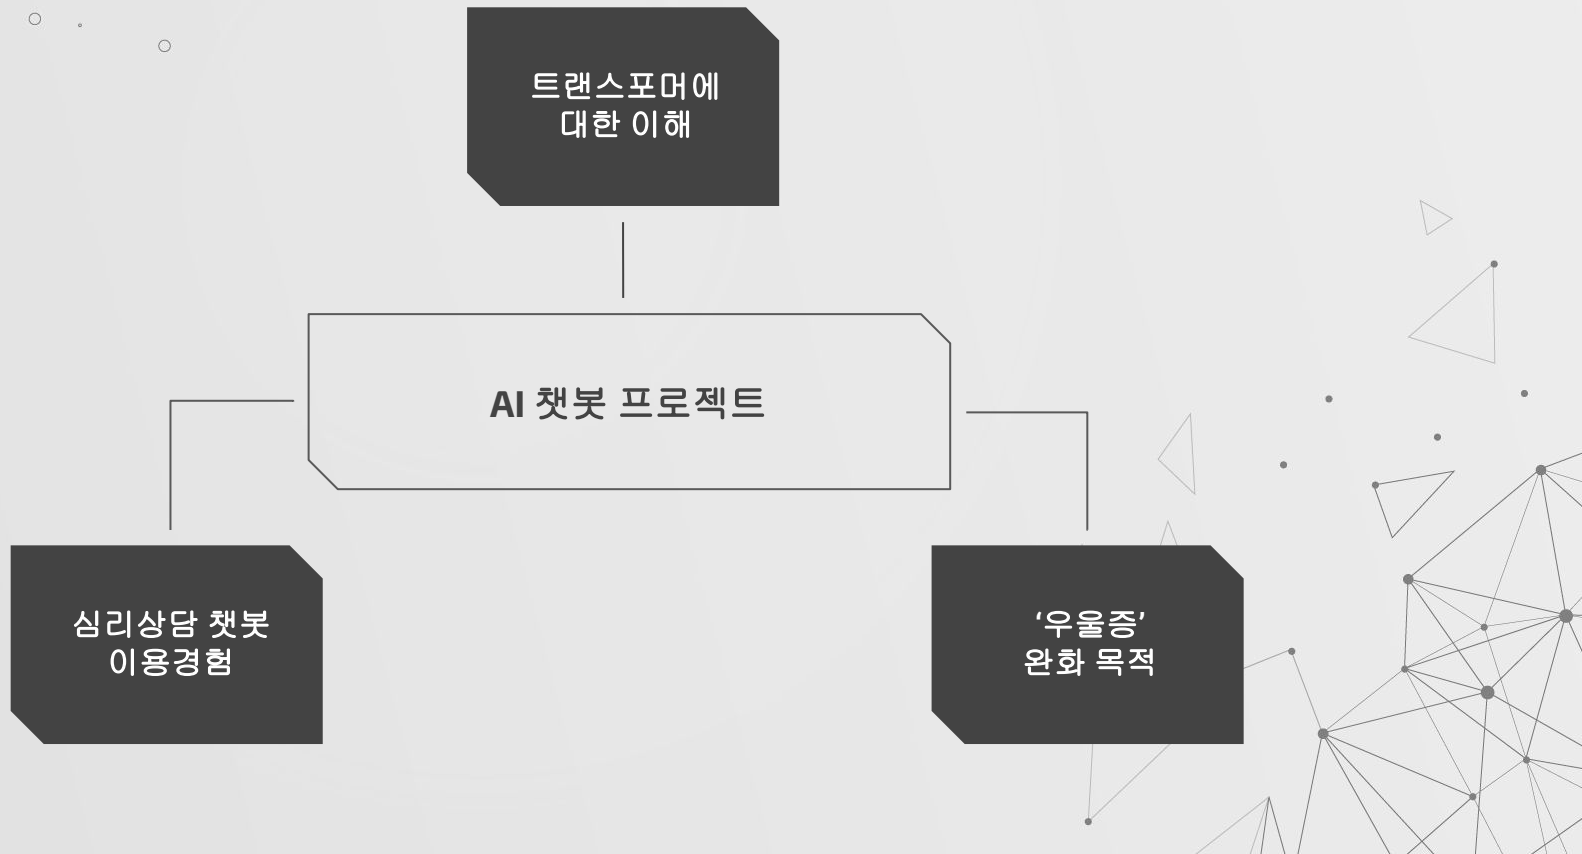 트랜스포머에
대한 이해
AI 챗봇 프로젝트
심리상담 챗봇
이용경험
‘우울증’
완화 목적